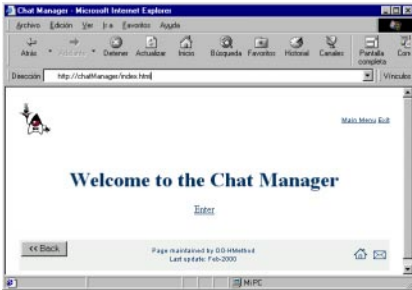 Chat Manager - Microsoft Internet Explorer
Archivo Edición Ver Ir a Favoritos Ayuda
Atrás Adelante Detener Actualizar Inicio Búsqueda Favoritos Historial Canales Pantalla completa
Dirección http://chatManager/index.html Vínculos
Main Menu Exit
Welcome to the Chat Manager
Enter
<< Back
Page maintained by OO-HMethod
Last update: Feb-2000
Mi PC